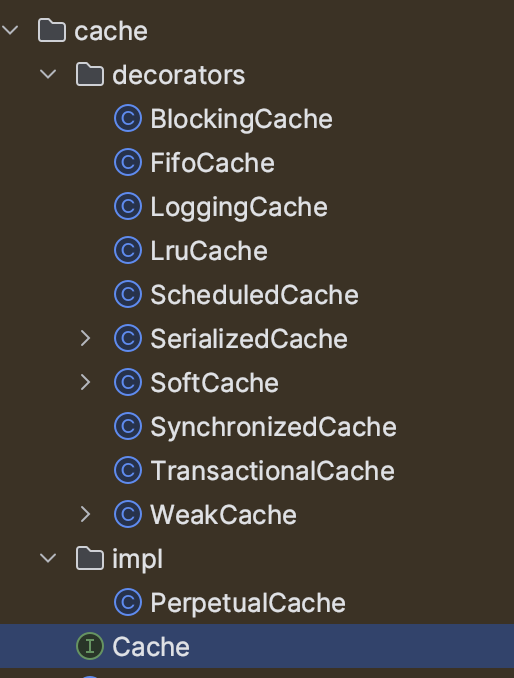 cache
decorators
BlockingCache
FifoCache
LoggingCache
LruCache
ScheduledCache
SerializedCache
SoftCache
SynchronizedCache
TransactionalCache
WeakCache
impl
PerpetualCache
Cache